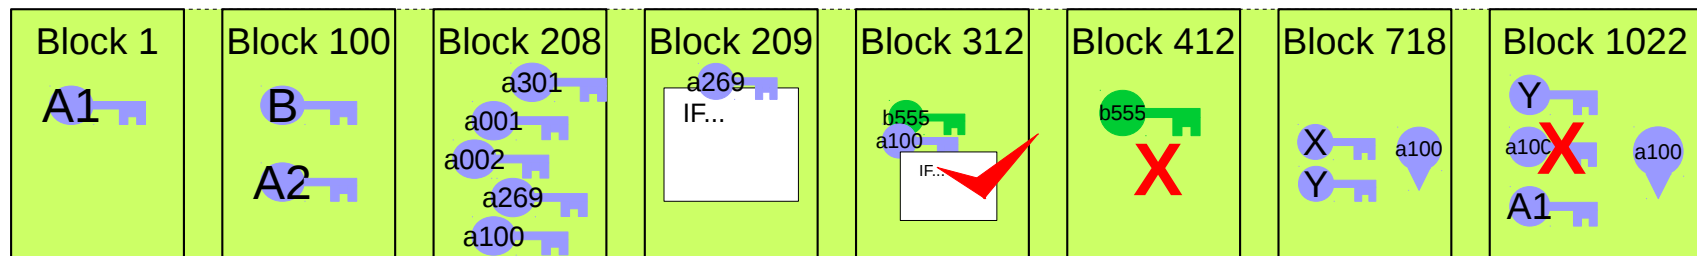 Block 1
A1
Block 100
B
A2
Block 208
a301
a001
a002
a269
a100
Block 209
a269
IF...
Block 312
b555
a100
IF...
Block 412
b555
X
Block 718
X
Y
a100
Block 1022
Y
a100
X
a100
A1